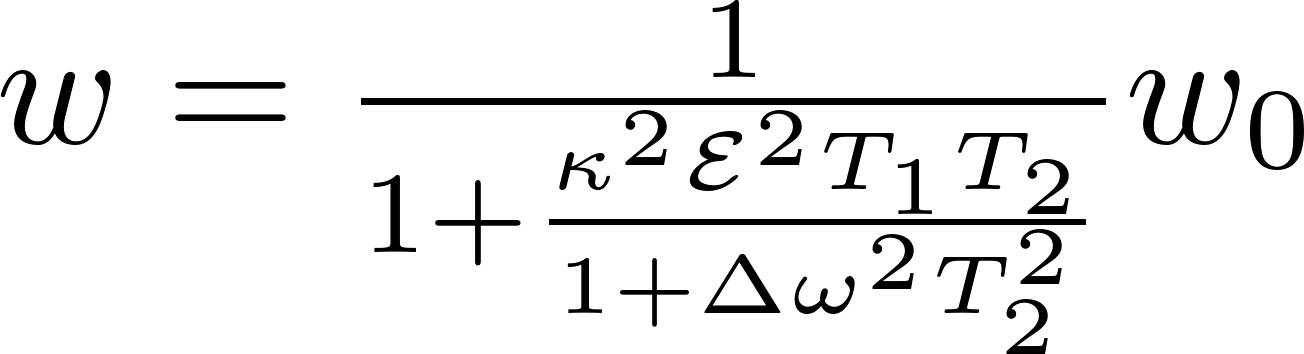 w = \frac{1}{1+\frac{\kappa^2 \mathcal{E}^2 T_1 T_2}{1+\Delta\omega^2 T_2^2}} w_0